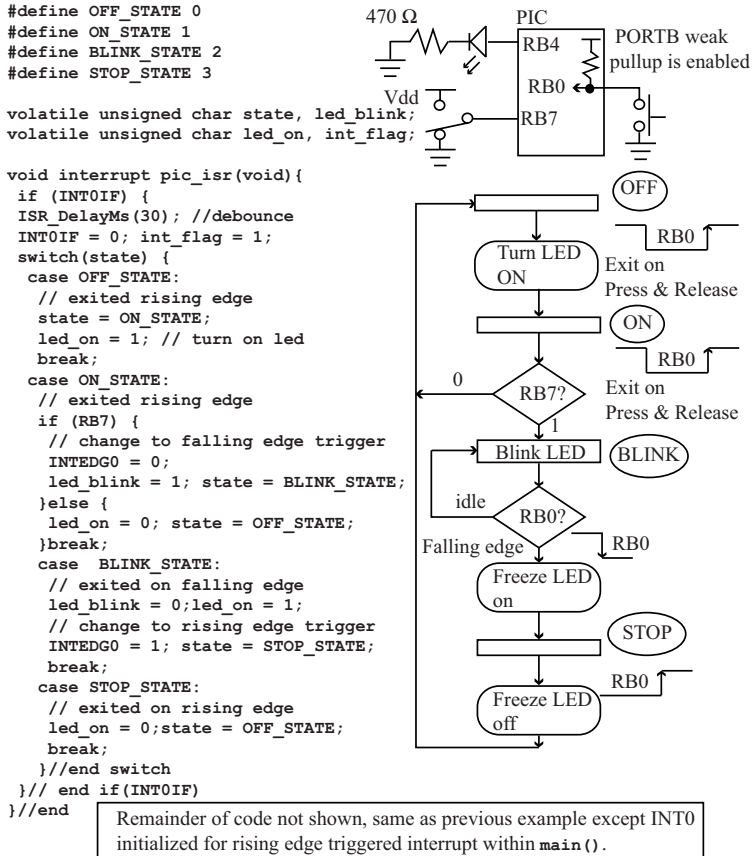 #define OFF_STATE 0
#define ON_STATE 1
#define BLINK_STATE 2
#define STOP_STATE 3
volatile unsigned char state, led_blink;
volatile unsigned char led_on, int_flag;
void interrupt pic_isr(void){
if (INT0IF) {
ISR_DelayMs(30); //debounce
INT0IF = 0; int_flag = 1;
switch(state) {
case OFF_STATE:
// exited rising edge
state = ON_STATE;
led_on = 1; // turn on led
break;
case ON_STATE:
// exited rising edge
if (RB7) {
// change to falling edge trigger
INTEDG0 = 0;
led_blink = 1; state = BLINK_STATE;
}else {
led_on = 0; state = OFF_STATE;
}break;
case  BLINK_STATE:
// exited on falling edge
led_blink = 0;led_on = 1;
// change to rising edge trigger
INTEDG0 = 1; state = STOP_STATE;
break;
case STOP_STATE:
// exited on rising edge
led_on = 0;state = OFF_STATE;
break;
}//end switch
}// end if(INT0IF)
}//end
470 Ω
PIC
RB4
PORTB weak
pullup is enabled
RB0
Vdd
RB7
OFF
RB0
Turn LED
ON
Exit on
Press & Release
ON
RB0
0
RB7?
Exit on
Press & Release
1
Blink LED
BLINK
idle
RB0?
Falling edge
RB0
Freeze LED
on
STOP
RB0
Freeze LED
off
Remainder of code not shown, same as previous example except INT0
initialized for rising edge triggered interrupt within main().